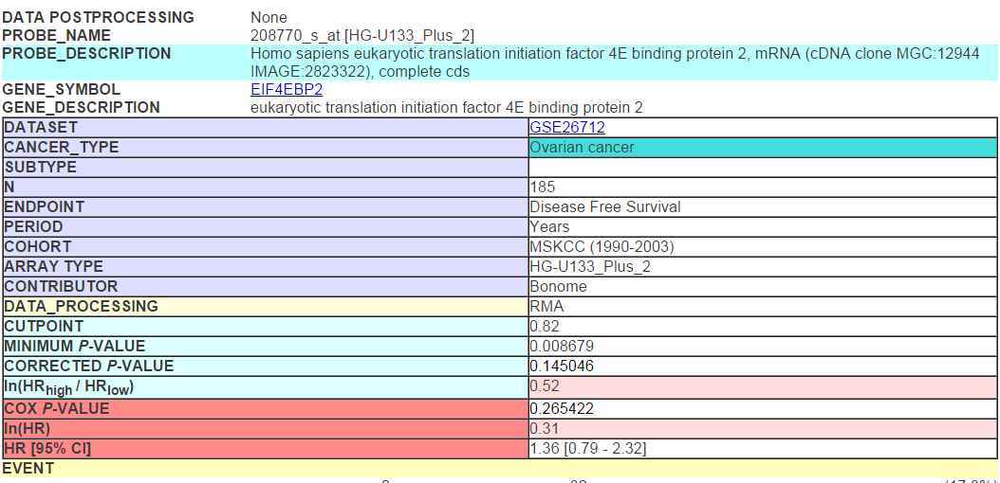 DATA POSTPROCESSING None
PROBE_NAME 208770_s_at [HG-U133_Plus_2]
PROBE_DESCRIPTION Homo sapiens eukaryotic translation initiation factor 4E binding protein 2, mRNA (cDNA clone MGC:12944
IMAGE:2823322), complete cds
GENE_SYMBOL EIF4EBP2
GENE_DESCRIPTION eukaryotic translation initiation factor 4E binding protein 2
DATASET GSE26712
CANCER_TYPE Ovarian cancer
SUBTYPE
N 185
ENDPOINT Disease Free Survival
PERIOD Years
COHORT MSKCC (1990-2003)
ARRAY TYPE HG-U133_Plus_2
CONTRIBUTOR Bonome
DATA_PROCESSING RMA
CUTPOINT 0.82
MINIMUM P-VALUE 0.008679
CORRECTED P-VALUE 0.145046
ln(HRhigh / HRlow) 0.52
COX P-VALUE 0.265422
ln(HR) 0.31
HR [95% CI] 1.36 [0.79 - 2.32]
EVENT